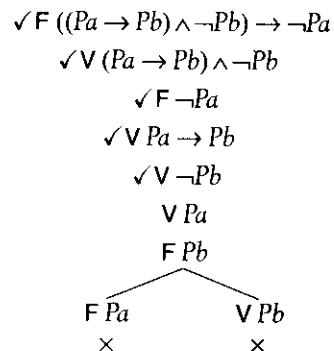 ✓ F ((Pa → Pb) ∧ ¬Pb) → ¬Pa
✓ V (Pa → Pb) ∧ ¬Pb
✓ F ¬Pa
✓ V Pa → Pb
✓ V ¬Pb
V Pa
F Pb
F Pa V Pb
× ×